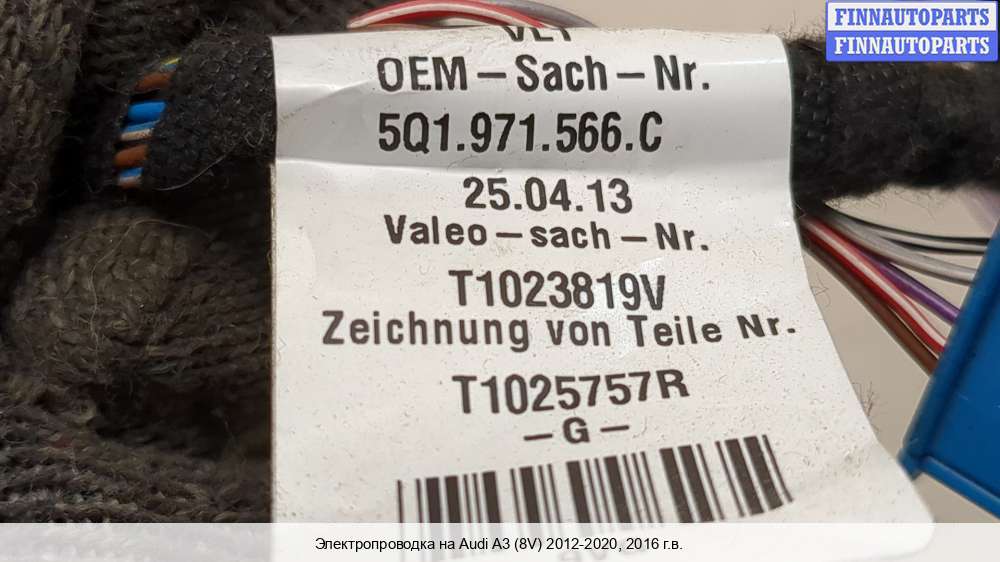 FINNAUTOPARTS
FINNAUTOPARTS
OEM – Sach – Nr.
5Q1.971.566.C
25.04.13
Valeo – sach – Nr.
T1023819V
Zeichnung von Teile Nr.
T1025757R
– G –
Электропроводка на Audi A3 (8V) 2012-2020, 2016 г.в.